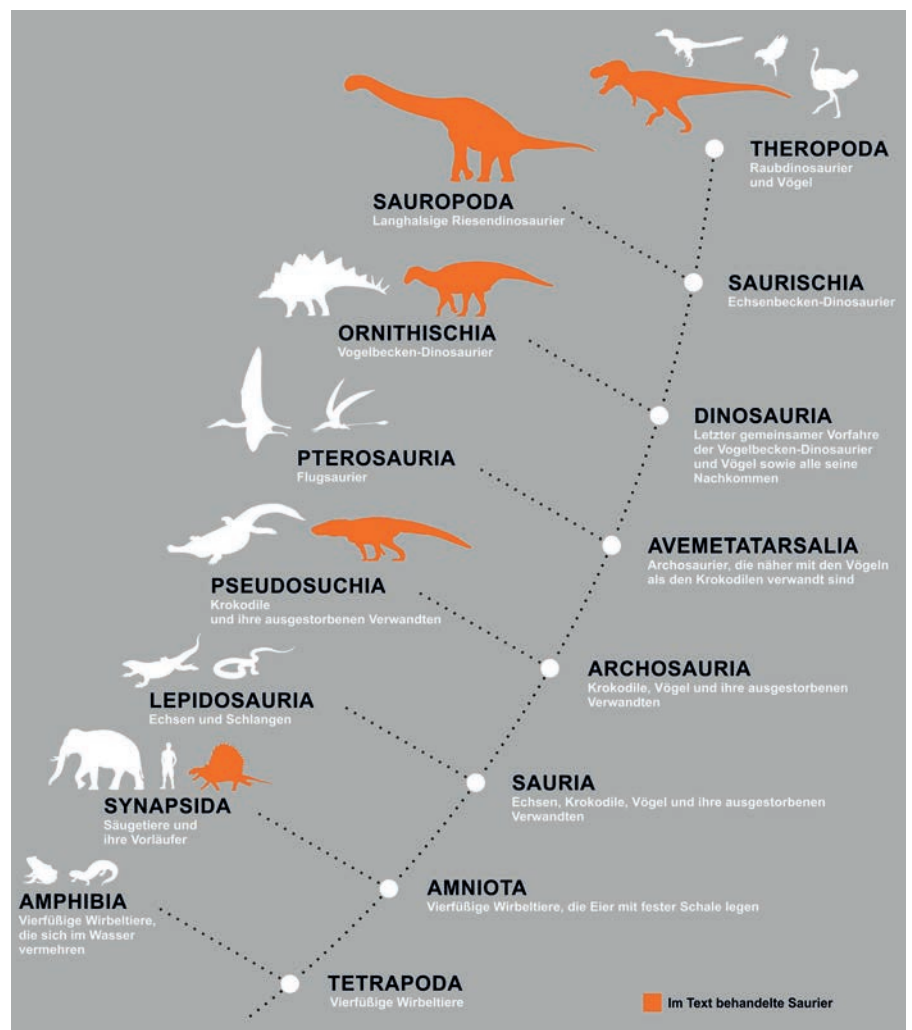 THEROPODA
Raubdinosaurier
und Vögel
SAUROPODA
Langhalsige Riesendinosaurier
SAURISCHIA
Echsenbecken-Dinosaurier
ORNITHISCHIA
Vogelbecken-Dinosaurier
DINOSAURIA
Letzter gemeinsamer Vorfahre
der Vogelbecken-Dinosaurier
und Vögel sowie alle seine
Nachkommen
PTEROSAURIA
Flugsaurier
AVEMETATARSALIA
Archosaurier, die näher mit den Vögeln
als den Krokodilen verwandt sind
PSEUDOSUCHIA
Krokodile
und ihre ausgestorbenen Verwandten
ARCHOSAURIA
Krokodile, Vögel und ihre ausgestorbenen
Verwandten
LEPIDOSAURIA
Echsen und Schlangen
SAURIA
Echsen, Krokodile, Vögel und ihre ausgestorbenen
Verwandten
SYNAPSIDA
Säugetiere und
ihre Vorläufer
AMNIOTA
Vierfüßige Wirbeltiere, die Eier mit fester Schale legen
AMPHIBIA
Vierfüßige Wirbeltiere,
die sich im Wasser
vermehren
TETRAPODA
Vierfüßige Wirbeltiere
Im Text behandelte Saurier